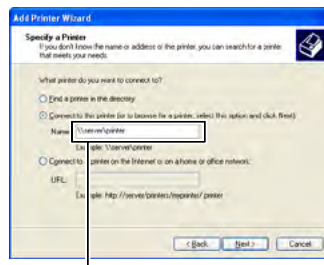 Add Printer Wizard
Specify a Printer
If you don't know the name or address of the printer, you can search for a printer
that meets your needs.
What printer do you want to connect to?
Find a printer in the directory
Connect to this printer (or to browse for a printer, select this option and click Next):
Name: \\server\printer
Example: \\server\printer
Connect to a printer on the Internet or on a home or office network:
URL:
Example: http://server/printers/myprinter/.printer
< Back Next > Cancel